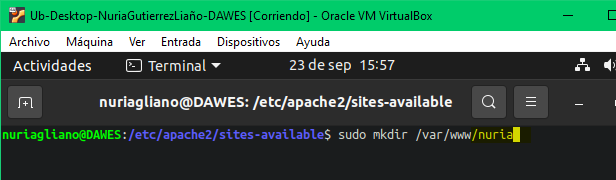 Ub-Desktop-NuriaGutierrezLiaño-DAWES [Corriendo] - Oracle VM VirtualBox
Archivo Máquina Ver Entrada Dispositivos Ayuda
Actividades Terminal 23 de sep 15:57
nuriagliano@DAWES: /etc/apache2/sites-available
nuriagliano@DAWES:/etc/apache2/sites-available$ sudo mkdir /var/www/nuria